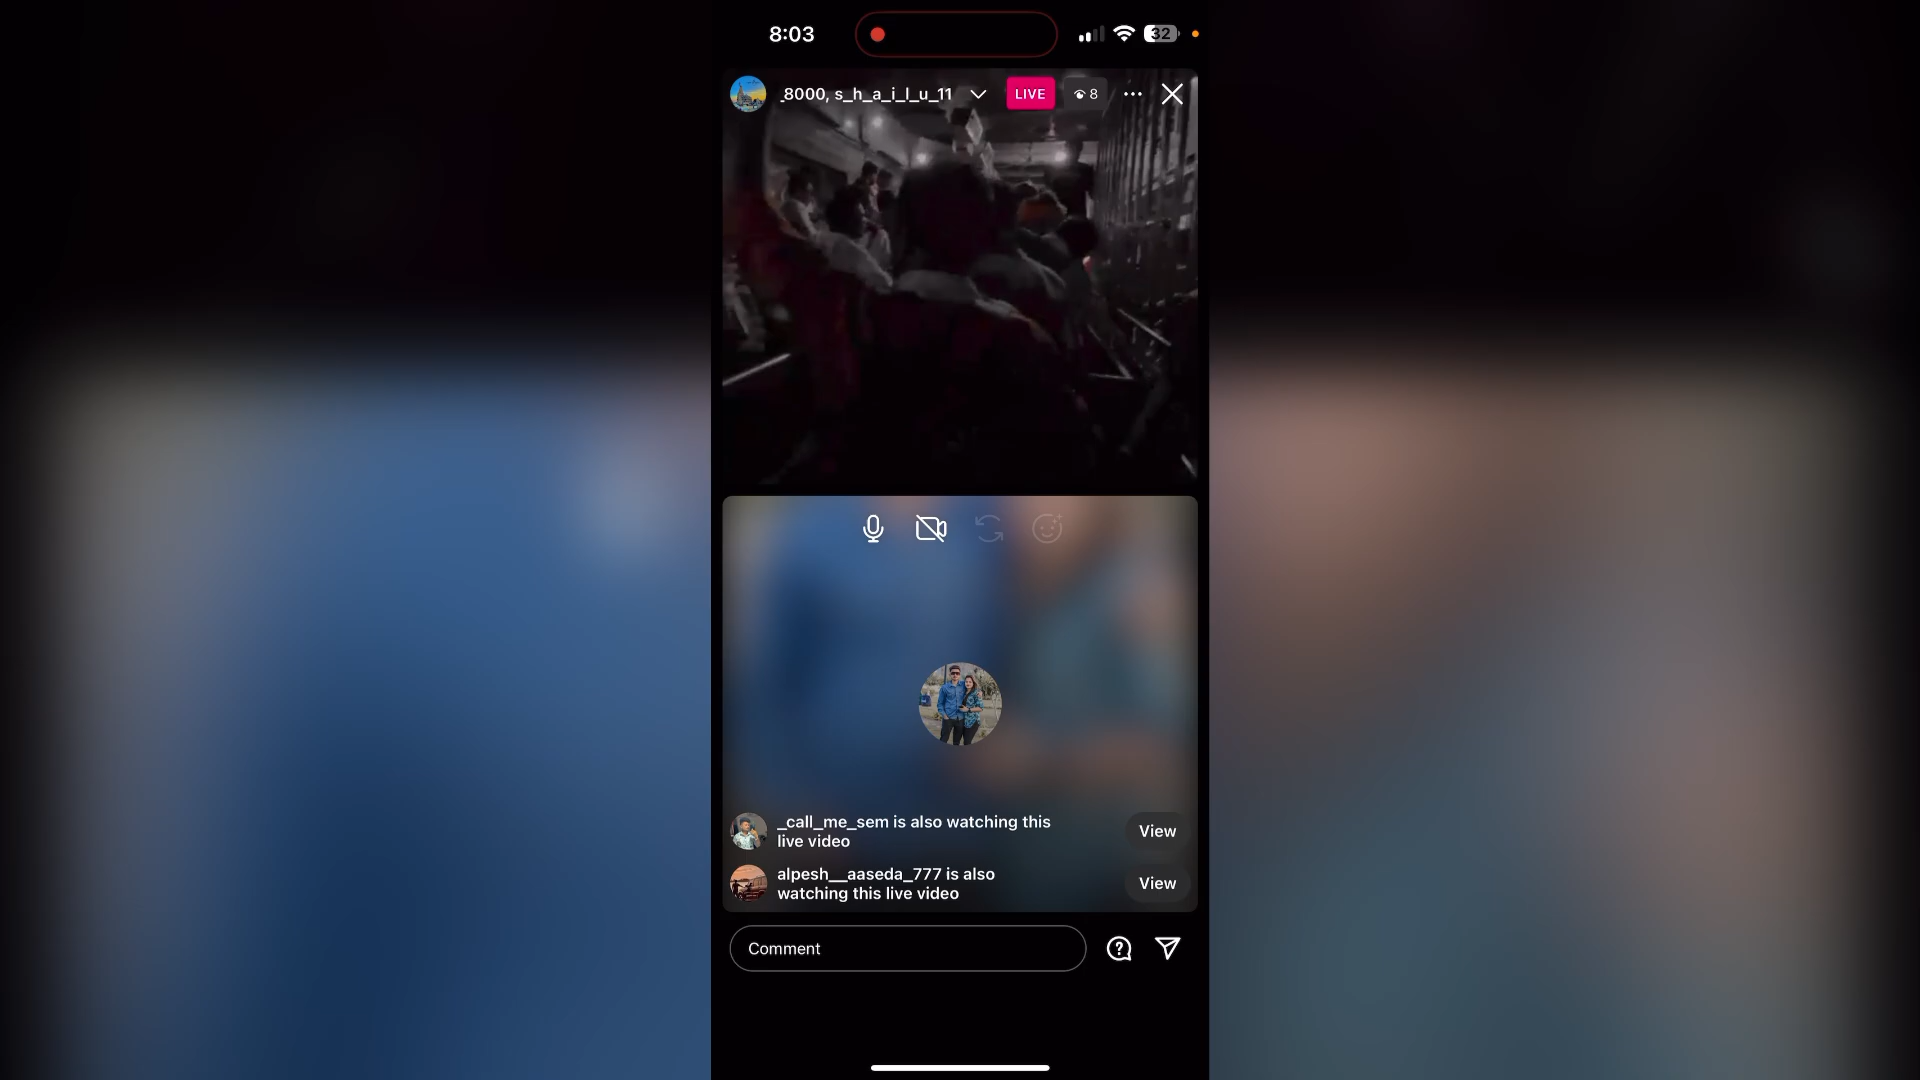 8:03
32
_8000, s_h_a_i_l_u_11
LIVE
8
_call_me_sem is also watching this
live video
View
alpesh__aaseda_777 is also
watching this live video
View
Comment